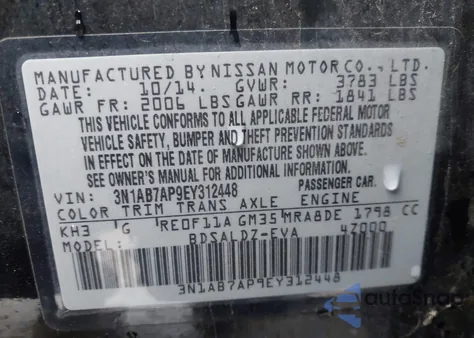 MANUFACTURED BY NISSAN MOTOR CO., LTD.
DATE: 10/14. GVWR: 3783 LBS
GAWR FR: 2006 LBS GAWR RR: 1841 LBS
THIS VEHICLE CONFORMS TO ALL APPLICABLE FEDERAL MOTOR
VEHICLE SAFETY, BUMPER AND THEFT PREVENTION STANDARDS
IN EFFECT ON THE DATE OF MANUFACTURE SHOWN ABOVE.
SEE OWNER'S MANUAL FOR ADDITIONAL INFORMATION.
VIN: 3N1AB7AP9EY312448 PASSENGER CAR
COLOR TRIM TRANS AXLE ENGINE
KH3 G RE0F11A GM35 MRA8DE 1798 CC
MODEL: BDSALDZ-EVA 4Z000
3N1AB7AP9EY312448
autoSnap